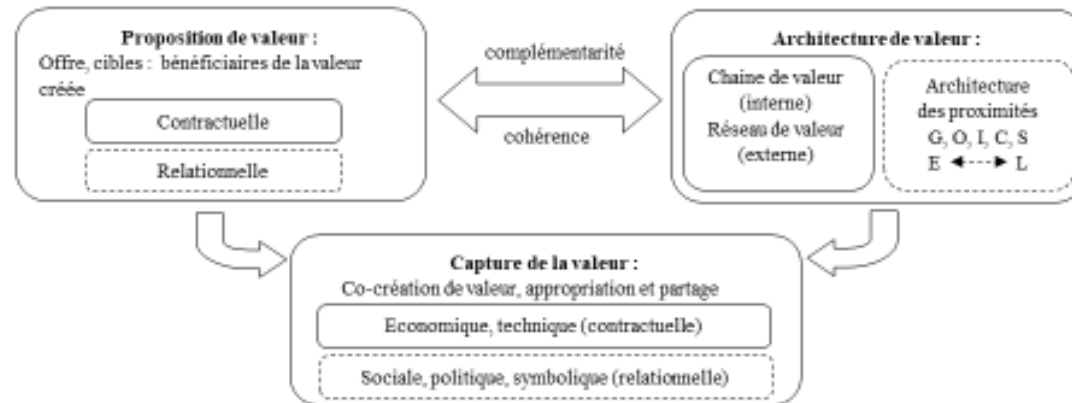 Proposition de valeur :
Offre, cibles : bénéficiaires de la valeur
créée
Contractuelle
Relationnelle
complémentarité
cohérence
Architecture de valeur :
Chaine de valeur
(interne)
Réseau de valeur
(externe)
Architecture
des proximités
G, O, I, C, S
E L
Capture de la valeur :
Co-création de valeur, appropriation et partage
Economique, technique (contractuelle)
Sociale, politique, symbolique (relationnelle)